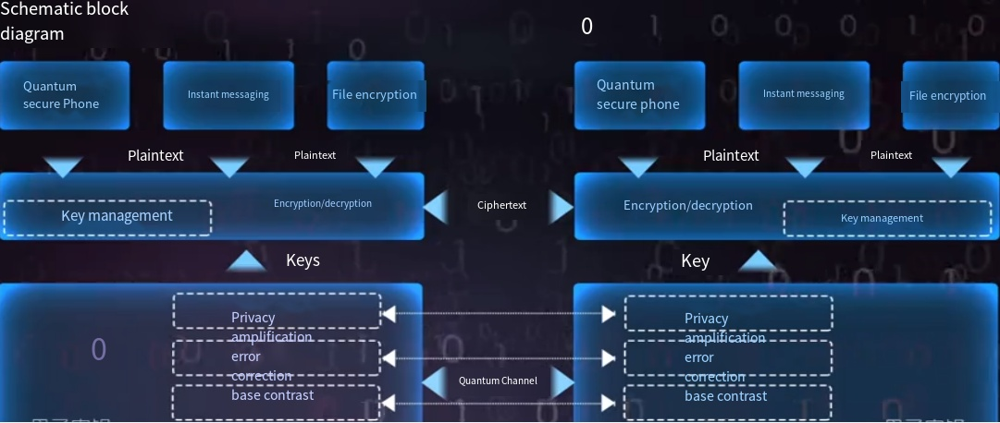 Schematic block
diagram
0
Quantum
secure Phone
Instant messaging
File encryption
Quantum
secure phone
Instant messaging
File encryption
Plaintext
Plaintext
Plaintext
Plaintext
Key management
Encryption/decryption
Ciphertext
Encryption/decryption
Key management
Keys
Key
0
Privacy
amplification
error
correction
base contrast
Quantum Channel
Privacy
amplification
error
correction
base contrast